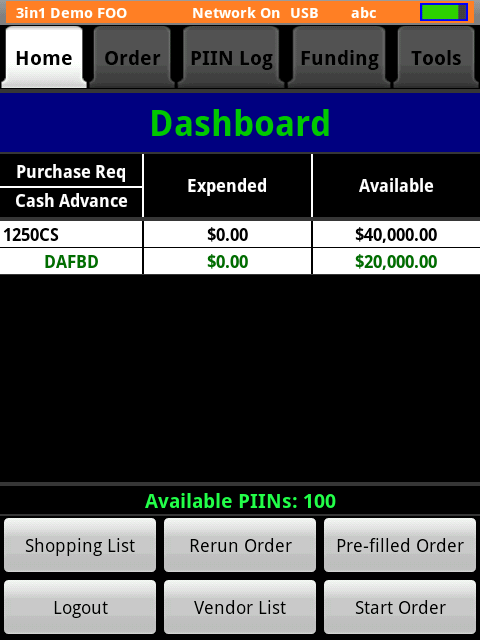 3in1 Demo FOO Network On USB abc
Home Order PIIN Log Funding Tools
Dashboard
Purchase Req Expended Available
Cash Advance
1250CS $0.00 $40,000.00
DAFBD $0.00 $20,000.00
Available PIINs: 100
Shopping List Rerun Order Pre-filled Order
Logout Vendor List Start Order